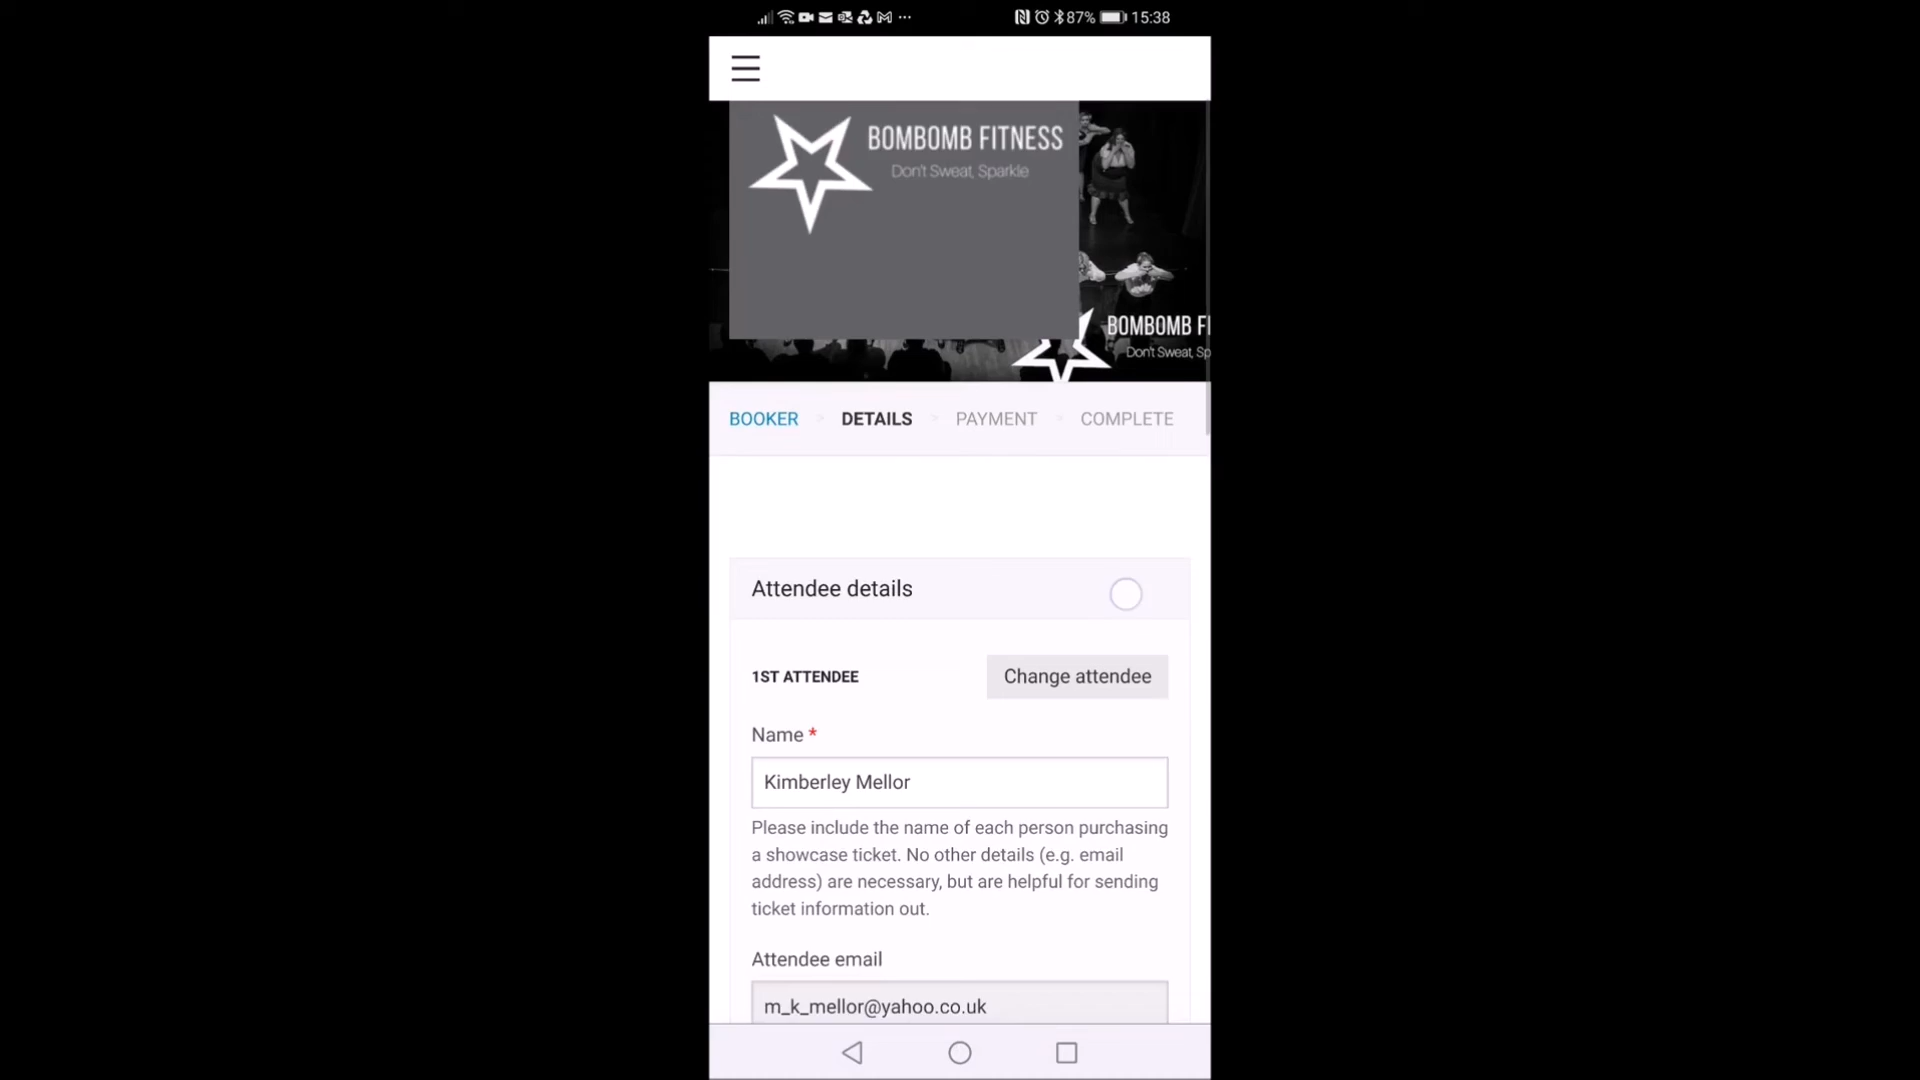 87% 15:38
BOMBOMB FITNESS
Don't Sweat, Sparkle
BOMBOMB FI
Don't Sweat, Sp
BOOKER > DETAILS > PAYMENT > COMPLETE
Attendee details
1ST ATTENDEE Change attendee
Name *
Kimberley Mellor
Please include the name of each person purchasing
a showcase ticket. No other details (e.g. email
address) are necessary, but are helpful for sending
ticket information out.
Attendee email
m_k_mellor@yahoo.co.uk